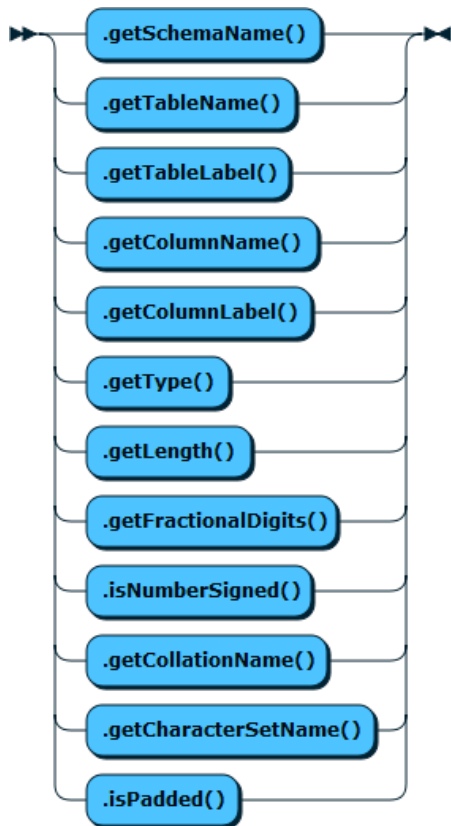 .getSchemaName()
.getTableName()
.getTableLabel()
.getColumnName()
.getColumnLabel()
.getType()
.getLength()
.getFractionalDigits()
.isNumberSigned()
.getCollationName()
.getCharacterSetName()
.isPadded()